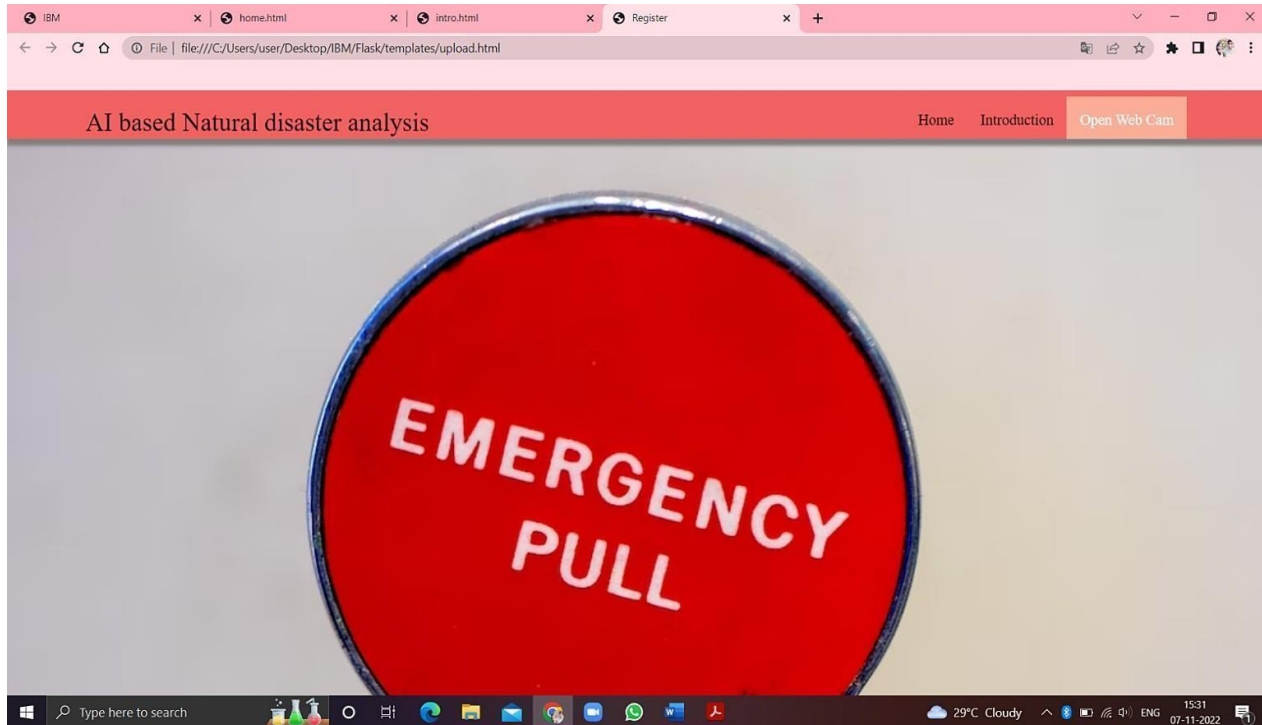 IBM
home.html
intro.html
Register
File
file:///C:/Users/user/Desktop/IBM/Flask/templates/upload.html
AI based Natural disaster analysis
Home
Introduction
Open Web Cam
EMERGENCY
PULL
Type here to search
29°C Cloudy
ENG
15:31
07-11-2022